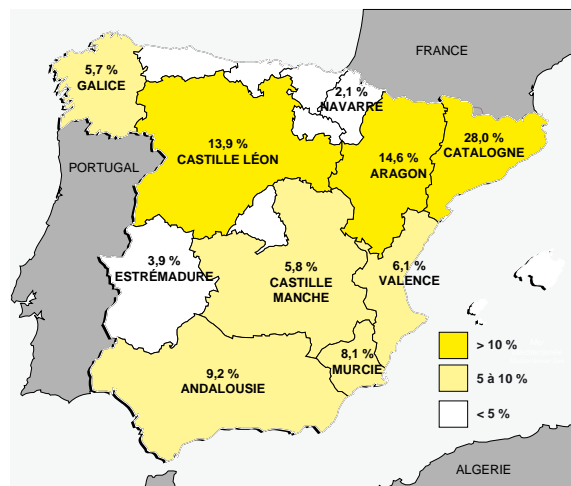 FRANCE
5,7 %
GALICE
2,1 %
NAVARRE
13,9 %
CASTILLE LÉON
28,0 %
CATALOGNE
14,6 %
ARAGON
PORTUGAL
3,9 %
ESTRÉMADURE
6,1 %
VALENCE
5,8 %
CASTILLE
MANCHE
8,1 %
MURCIE
9,2 %
ANDALOUSIE
> 10 %
5 à 10 %
< 5 %
ALGERIE